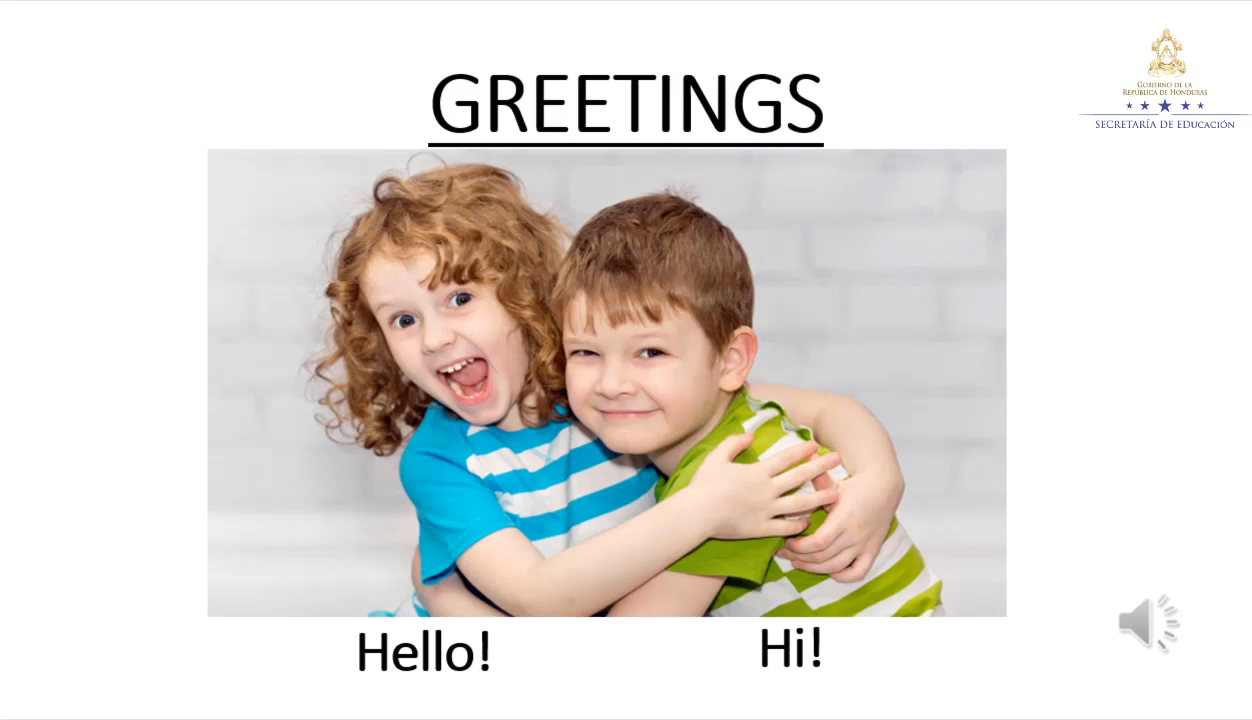 GREETINGS
GOBIERNO DE LA
REPÚBLICA DE HONDURAS
SECRETARÍA DE EDUCACIÓN
Hello!
Hi!